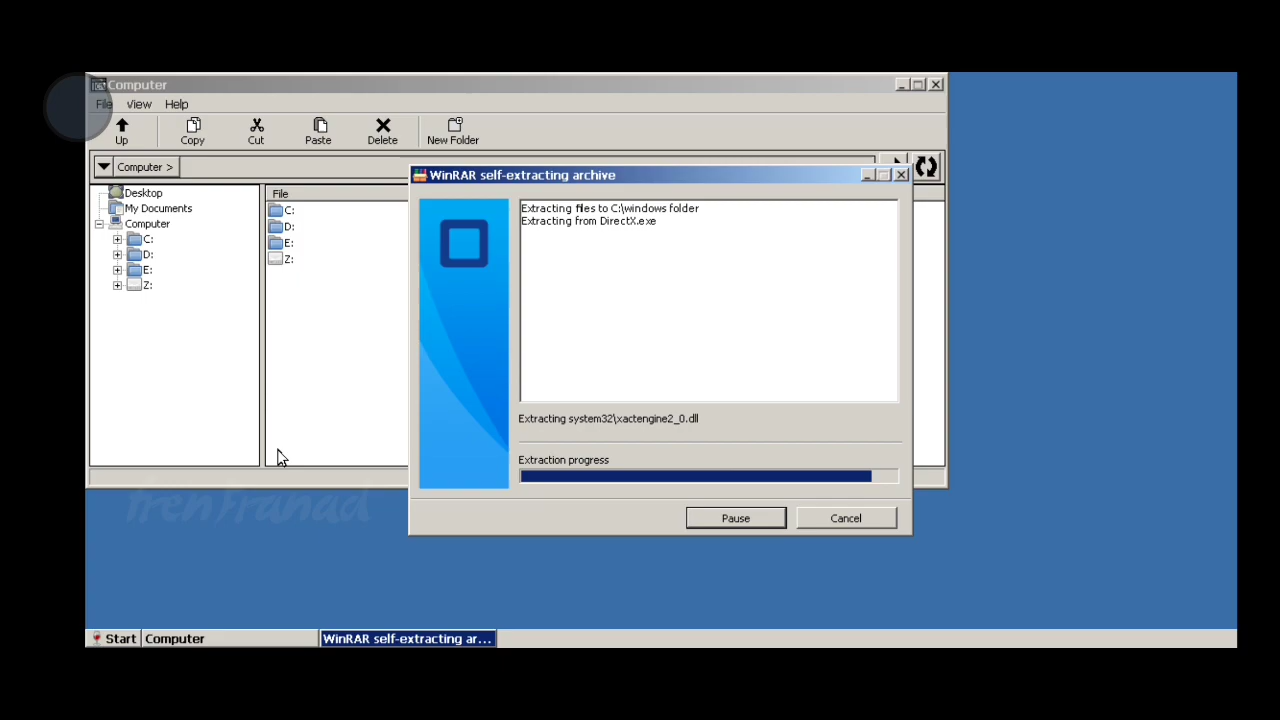 Computer
File View Help
Up Copy Cut Paste Delete New Folder
Computer >
Desktop
My Documents
Computer
C:
D:
E:
Z:
File
C:
D:
E:
Z:
WinRAR self-extracting archive
Extracting files to C:\windows folder
Extracting from DirectX.exe
Extracting system32\xactengine2_0.dll
Extraction progress
Pause Cancel
Start Computer WinRAR self-extracting ar...